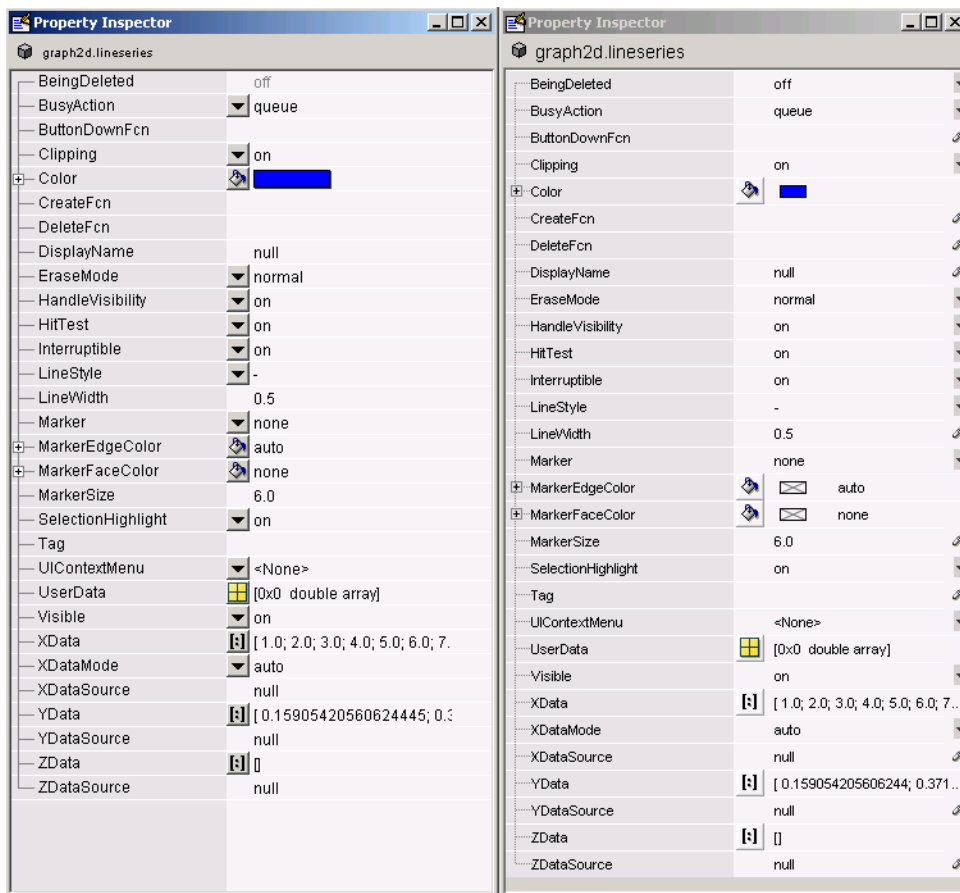 Property Inspector
graph2d.lineseries
BeingDeleted off
BusyAction queue
ButtonDownFcn
Clipping on
Color
CreateFcn
DeleteFcn
DisplayName null
EraseMode normal
HandleVisibility on
HitTest on
Interruptible on
LineStyle -
LineWidth 0.5
Marker none
MarkerEdgeColor auto
MarkerFaceColor none
MarkerSize 6.0
SelectionHighlight on
Tag
UIContextMenu <None>
UserData [0x0 double array]
Visible on
XData [ 1.0; 2.0; 3.0; 4.0; 5.0; 6.0; 7.
XDataMode auto
XDataSource null
YData [ 0.15905420560624445; 0.3
YDataSource null
ZData []
ZDataSource null
Property Inspector
graph2d.lineseries
BeingDeleted off
BusyAction queue
ButtonDownFcn
Clipping on
Color
CreateFcn
DeleteFcn
DisplayName null
EraseMode normal
HandleVisibility on
HitTest on
Interruptible on
LineStyle -
LineWidth 0.5
Marker none
MarkerEdgeColor auto
MarkerFaceColor none
MarkerSize 6.0
SelectionHighlight on
Tag
UIContextMenu <None>
UserData [0x0 double array]
Visible on
XData [ 1.0; 2.0; 3.0; 4.0; 5.0; 6.0; 7...
XDataMode auto
XDataSource null
YData [ 0.159054205606244; 0.371...
YDataSource null
ZData []
ZDataSource null